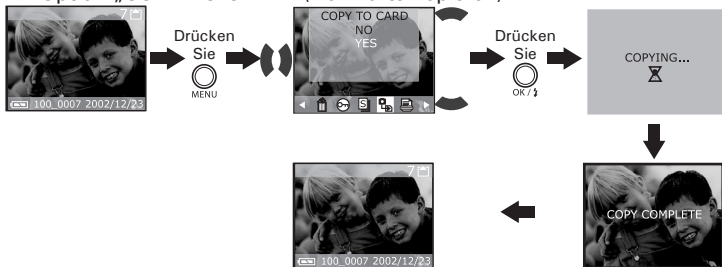 7
100_0007 2002/12/23
Drücken
Sie
MENU
COPY TO CARD
NO
YES
Drücken
Sie
OK /
COPYING...
COPY COMPLETE
7
100_0007 2002/12/23